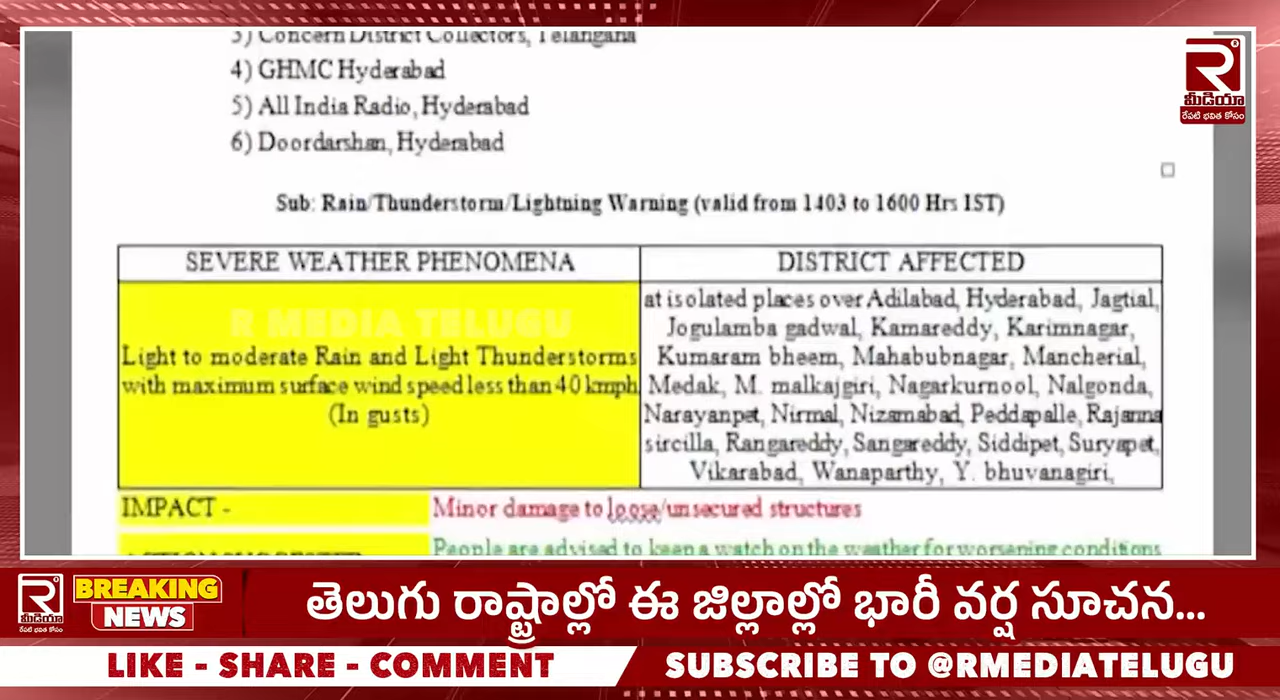 3) Concern District Collectors, Telangana
4) GHMC Hyderabad
5) All India Radio, Hyderabad
6) Doordarshan, Hyderabad
Sub: Rain/Thunderstorm/Lightning Warning (valid from 1403 to 1600 Hrs IST)
SEVERE WEATHER PHENOMENA
R MEDIA TELUGU
Light to moderate Rain and Light Thunderstorms
with maximum surface wind speed less than 40 kmph
(In gusts)
DISTRICT AFFECTED
at isolated places over Adilabad, Hyderabad, Jagtial,
Jogulamba gadwal, Kamareddy, Karimnagar,
Kumaram bheem, Mahabubnagar, Mancherial,
Medak, M. malkajgiri, Nagarkurnool, Nalgonda,
Narayanpet, Nirmal, Nizamabad, Peddapalle, Rajanna
sircilla, Rangareddy, Sangareddy, Siddipet, Suryapet,
Vikarabad, Wanaparthy, Y. bhuvanagiri,
IMPACT -
Minor damage to loose/unsecured structures
People are advised to keep a watch on the weather for worsening conditions
R
మీడియా
రేపటి భవిత కోసం
R
మీడియా
రేపటి భవిత కోసం
BREAKING
NEWS
తెలుగు రాష్ట్రాల్లో ఈ జిల్లాల్లో భారీ వర్ష సూచన...
LIKE - SHARE - COMMENT
SUBSCRIBE TO @RMEDIATELUGU